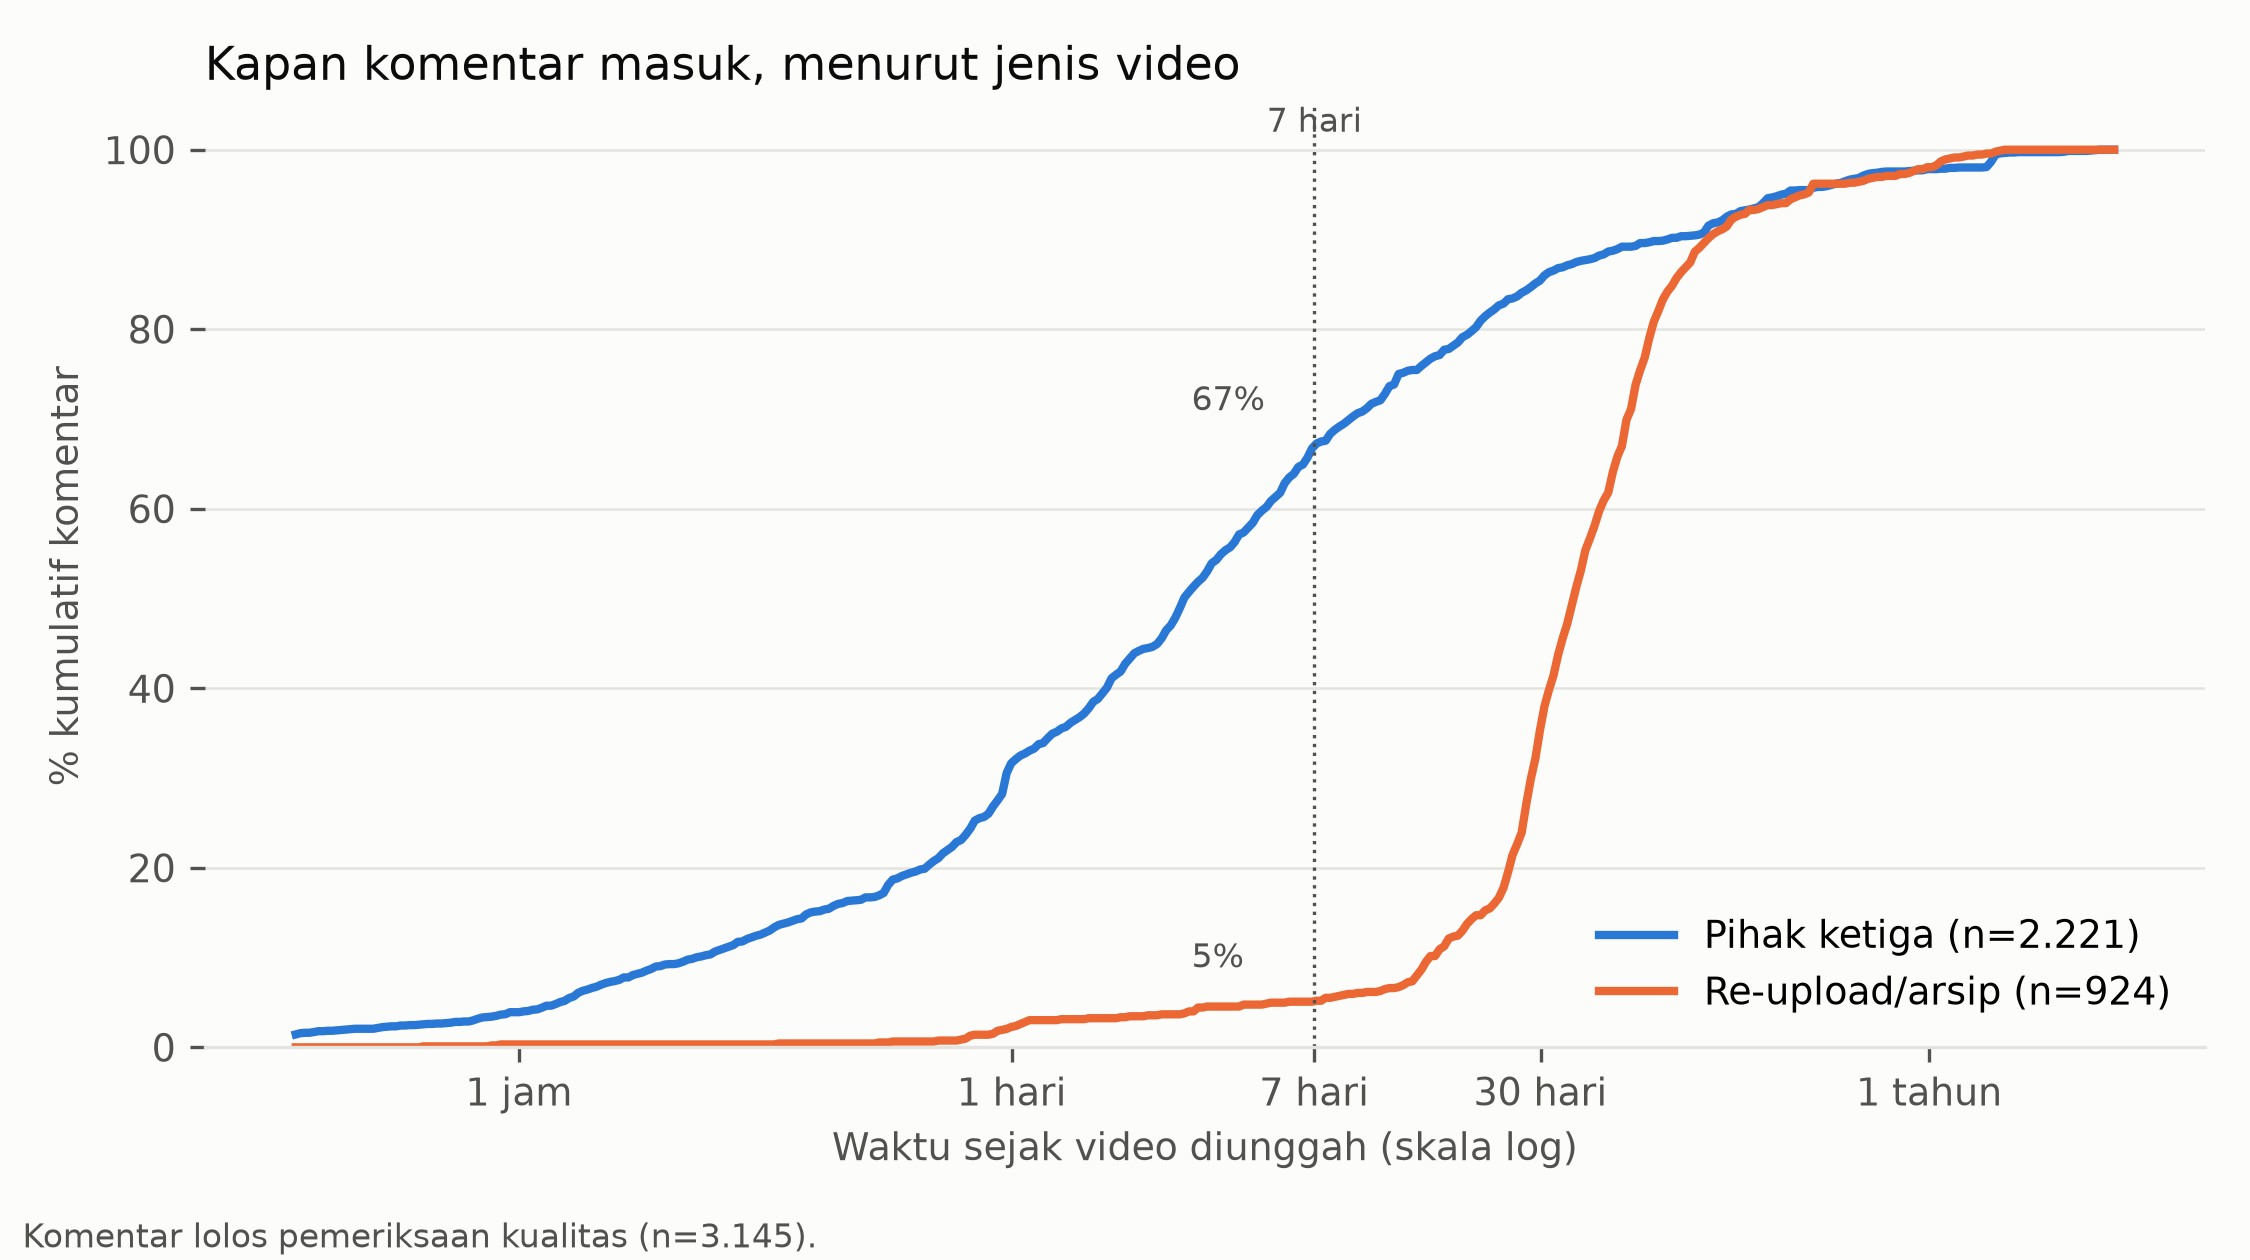 Kapan komentar masuk, menurut jenis video
7 hari
100
80
60
40
20
0
% kumulatif komentar
67%
5%
Pihak ketiga (n=2.221)
Re-upload/arsip (n=924)
1 jam
1 hari
7 hari
30 hari
1 tahun
Waktu sejak video diunggah (skala log)
Komentar lolos pemeriksaan kualitas (n=3.145).